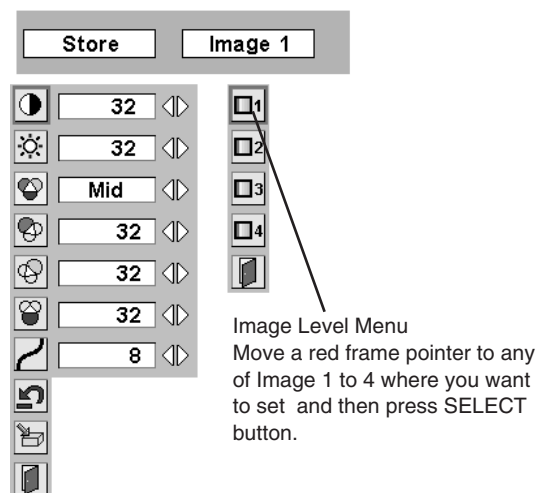 Store Image 1
32
1
32
2
Mid
3
32
4
32
32
8
Image Level Menu
Move a red frame pointer to any
of Image 1 to 4 where you want
to set and then press SELECT
button.